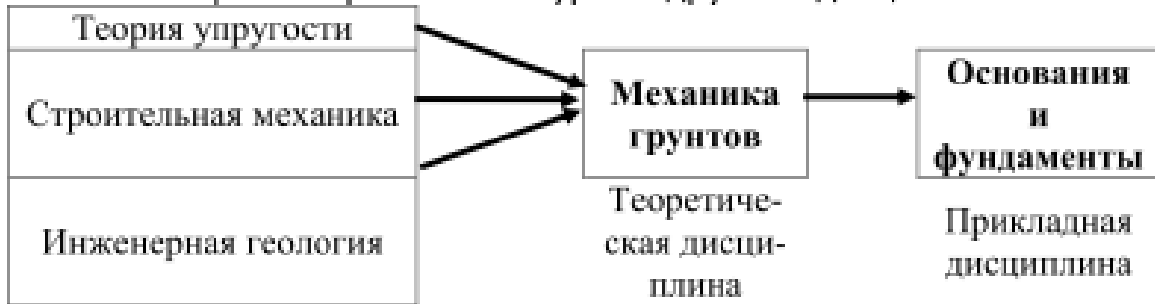 Теория упругости
Строительная механика
Инженерная геология
Механика
грунтов
Теоретиче-
ская дисци-
плина
Основания
и
фундаменты
Прикладная
дисциплина